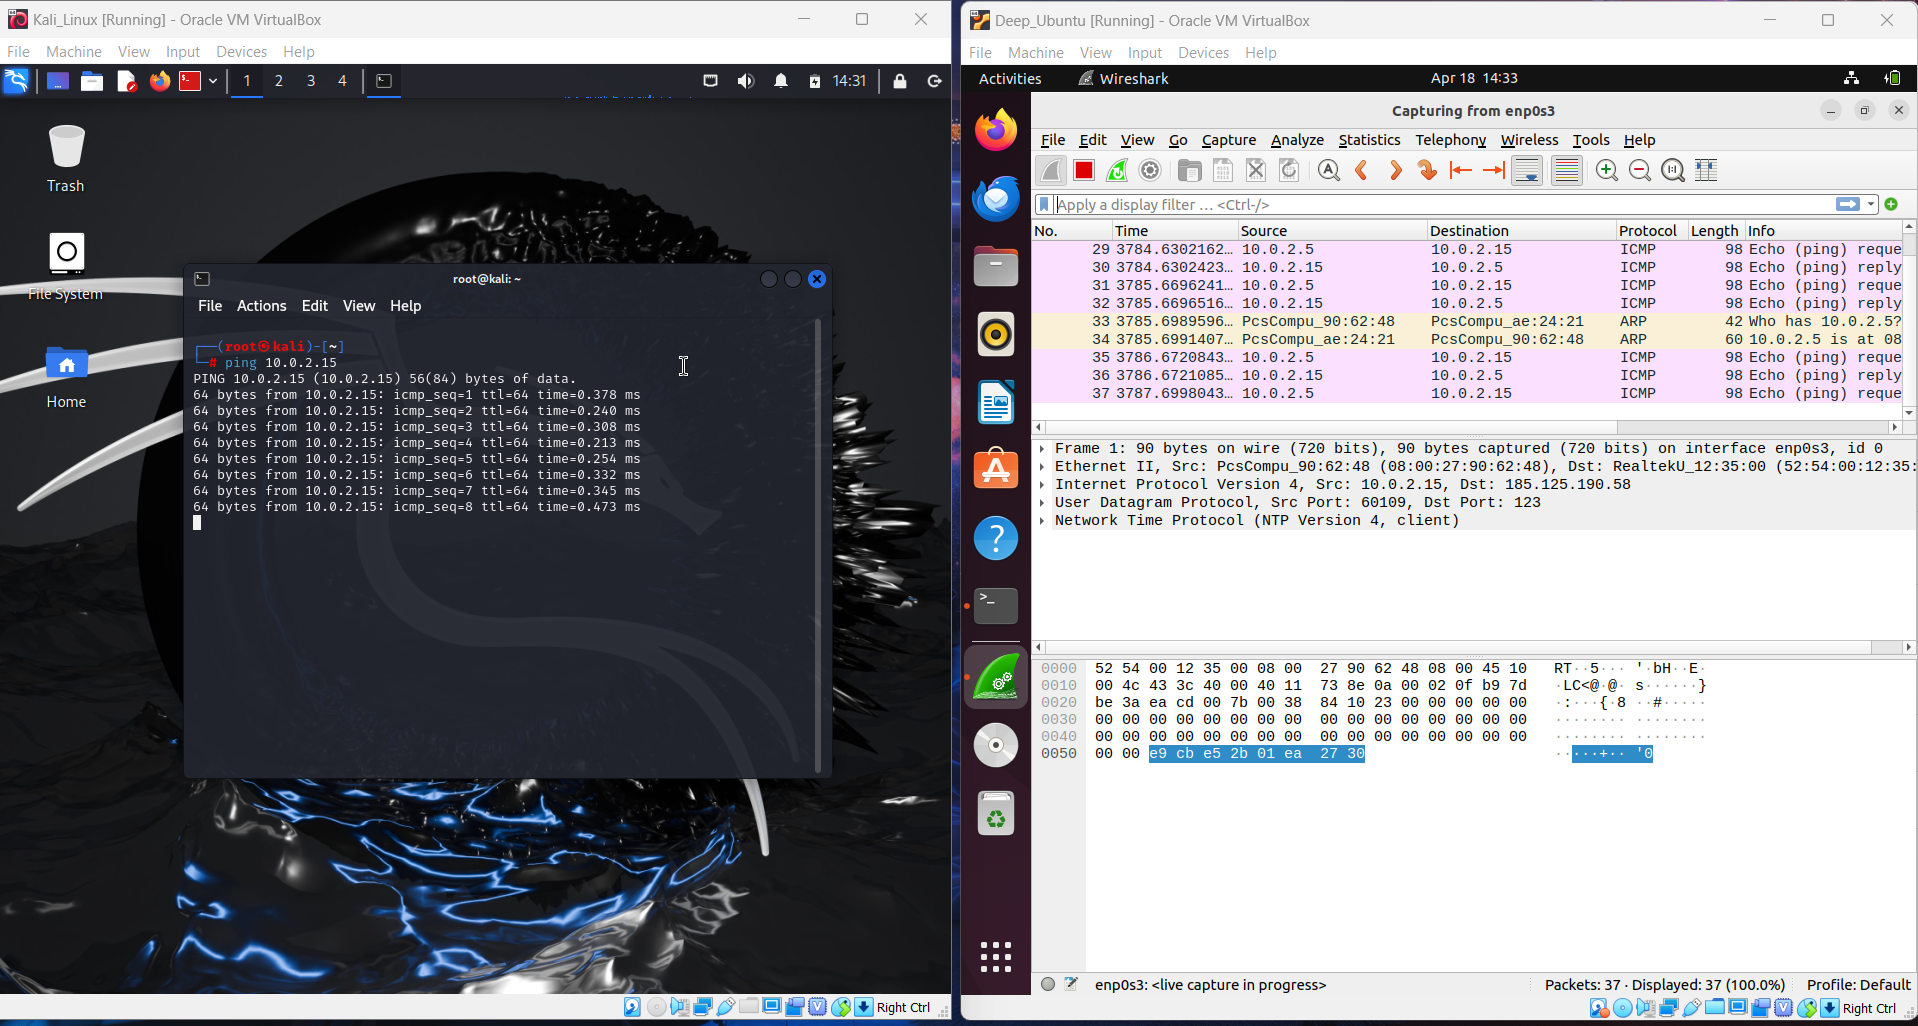 Kali_Linux [Running] - Oracle VM VirtualBox
File Machine View Input Devices Help
1 2 3 4 14:31
Trash
File System
Home
root@kali: ~
File Actions Edit View Help
(root㉿kali)-[~]
# ping 10.0.2.15
PING 10.0.2.15 (10.0.2.15) 56(84) bytes of data.
64 bytes from 10.0.2.15: icmp_seq=1 ttl=64 time=0.378 ms
64 bytes from 10.0.2.15: icmp_seq=2 ttl=64 time=0.240 ms
64 bytes from 10.0.2.15: icmp_seq=3 ttl=64 time=0.308 ms
64 bytes from 10.0.2.15: icmp_seq=4 ttl=64 time=0.213 ms
64 bytes from 10.0.2.15: icmp_seq=5 ttl=64 time=0.254 ms
64 bytes from 10.0.2.15: icmp_seq=6 ttl=64 time=0.332 ms
64 bytes from 10.0.2.15: icmp_seq=7 ttl=64 time=0.345 ms
64 bytes from 10.0.2.15: icmp_seq=8 ttl=64 time=0.473 ms
Right Ctrl
Deep_Ubuntu [Running] - Oracle VM VirtualBox
File Machine View Input Devices Help
Activities Wireshark Apr 18 14:33
Capturing from enp0s3
File Edit View Go Capture Analyze Statistics Telephony Wireless Tools Help
Apply a display filter … <Ctrl-/>
No. Time Source Destination Protocol Length Info
29 3784.6302162… 10.0.2.5 10.0.2.15 ICMP 98 Echo (ping) reque
30 3784.6302423… 10.0.2.15 10.0.2.5 ICMP 98 Echo (ping) reply
31 3785.6696241… 10.0.2.5 10.0.2.15 ICMP 98 Echo (ping) reque
32 3785.6696516… 10.0.2.15 10.0.2.5 ICMP 98 Echo (ping) reply
33 3785.6989596… PcsCompu_90:62:48 PcsCompu_ae:24:21 ARP 42 Who has 10.0.2.5?
34 3785.6991407… PcsCompu_ae:24:21 PcsCompu_90:62:48 ARP 60 10.0.2.5 is at 08
35 3786.6720843… 10.0.2.5 10.0.2.15 ICMP 98 Echo (ping) reque
36 3786.6721085… 10.0.2.15 10.0.2.5 ICMP 98 Echo (ping) reply
37 3787.6998043… 10.0.2.5 10.0.2.15 ICMP 98 Echo (ping) reque
Frame 1: 90 bytes on wire (720 bits), 90 bytes captured (720 bits) on interface enp0s3, id 0
Ethernet II, Src: PcsCompu_90:62:48 (08:00:27:90:62:48), Dst: RealtekU_12:35:00 (52:54:00:12:35:
Internet Protocol Version 4, Src: 10.0.2.15, Dst: 185.125.190.58
User Datagram Protocol, Src Port: 60109, Dst Port: 123
Network Time Protocol (NTP Version 4, client)
0000 52 54 00 12 35 00 08 00 27 90 62 48 08 00 45 10 RT··5··· '·bH··E·
0010 00 4c 43 3c 40 00 40 11 73 8e 0a 00 02 0f b9 7d ·LC<@·@· s······}
0020 be 3a ea cd 00 7b 00 38 84 10 23 00 00 00 00 00 ·:···{·8 ··#·····
0030 00 00 00 00 00 00 00 00 00 00 00 00 00 00 00 00 ········ ········
0040 00 00 00 00 00 00 00 00 00 00 00 00 00 00 00 00 ········ ········
0050 00 00 e9 cb e5 2b 01 ea 27 30 ·····+·· '0
enp0s3: <live capture in progress> Packets: 37 · Displayed: 37 (100.0%) Profile: Default
Right Ctrl